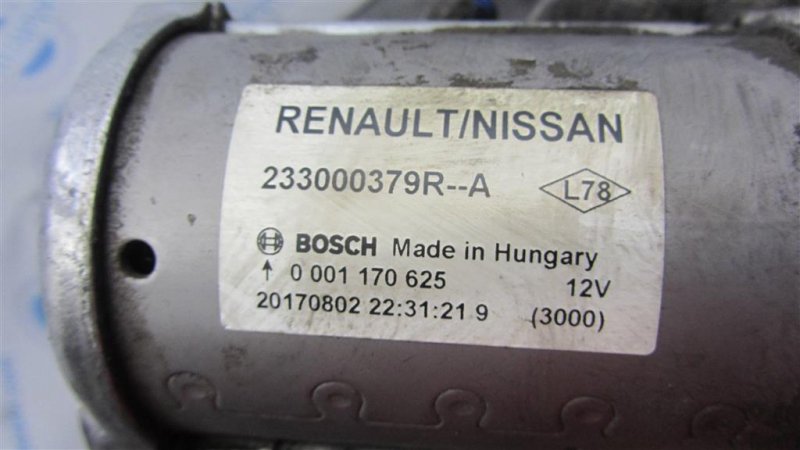 RENAULT/NISSAN
233000379R--A L78
BOSCH Made in Hungary
↑ 0 001 170 625 12V
20170802 22:31:21 9 (3000)